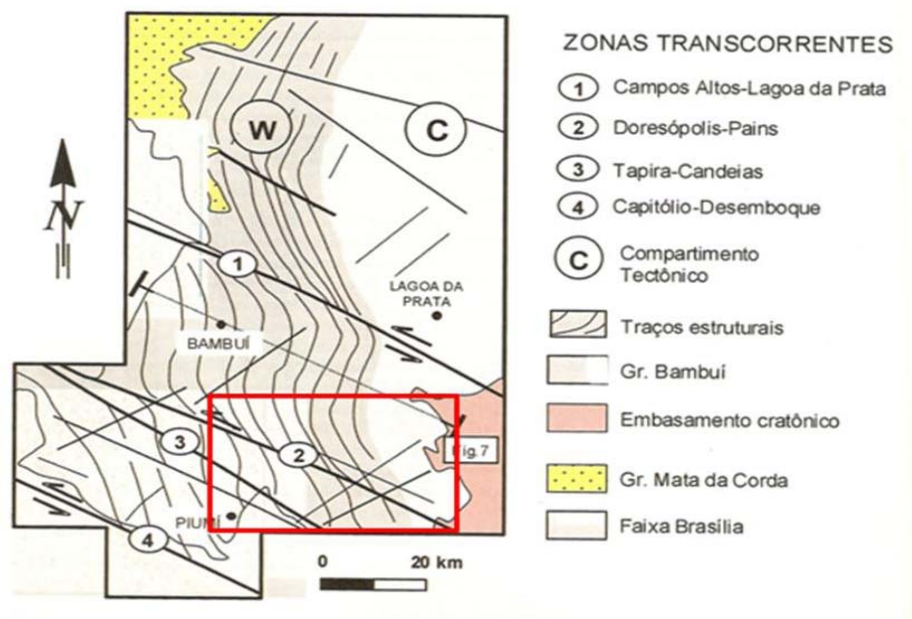 ZONAS TRANSCORRENTES
1 Campos Altos-Lagoa da Prata
2 Doresópolis-Pains
3 Tapira-Candeias
4 Capitólio-Desemboque
C Compartimento
Tectônico
Traços estruturais
Gr. Bambuí
Embasamento cratônico
Gr. Mata da Corda
Faixa Brasília
W
C
N
1
LAGOA DA
PRATA
BAMBUÍ
3
2
Fig.7
PIUMÍ
4
0 20 km